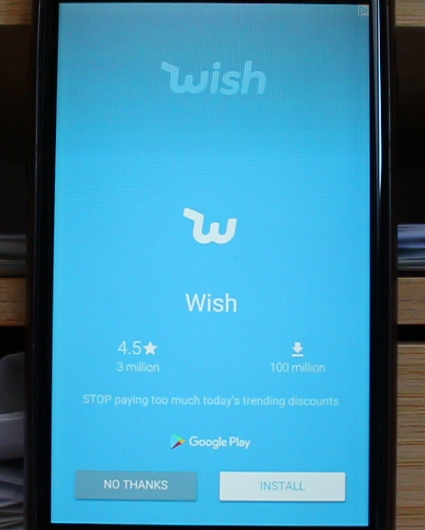 wish
Wish
4.5★
3 million
100 million
STOP paying too much today's trending discounts
Google Play
NO THANKS
INSTALL